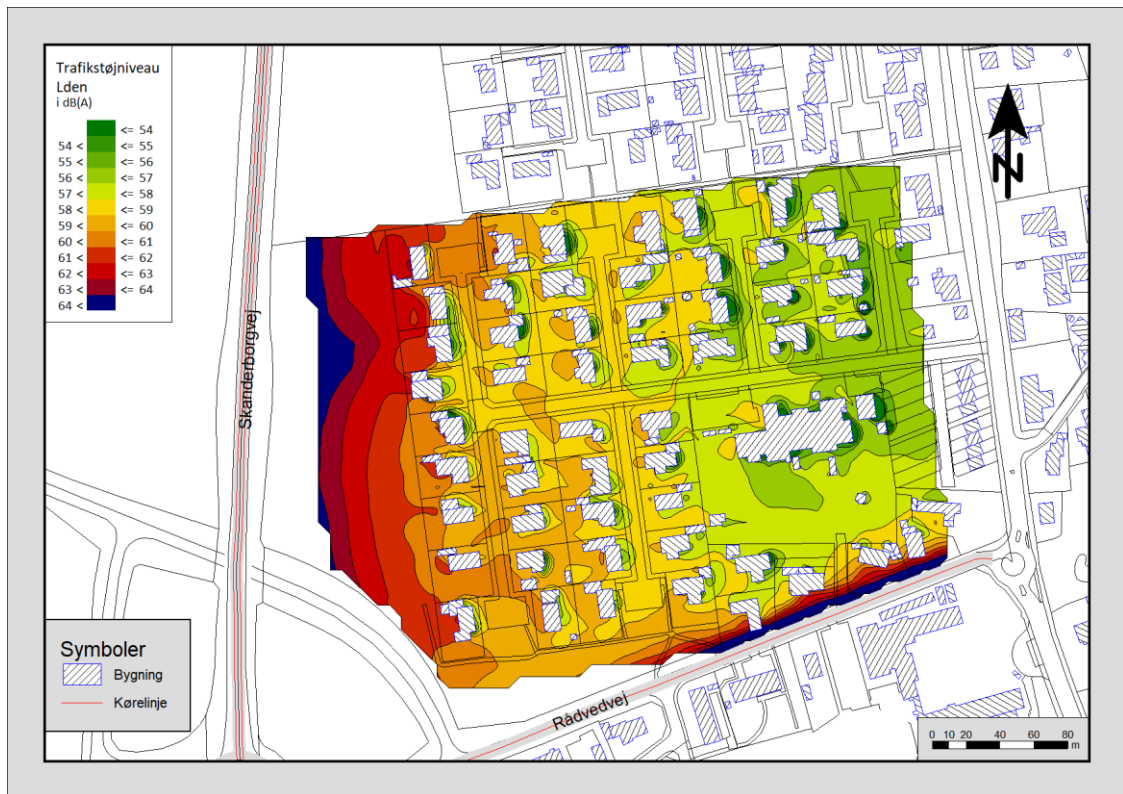 Trafikstøjniveau
Lden
i dB(A)
<= 54
54 < <= 55
55 < <= 56
56 < <= 57
57 < <= 58
58 < <= 59
59 < <= 60
60 < <= 61
61 < <= 62
62 < <= 63
63 < <= 64
64 <
N
Skanderborgvej
Rådvedvej
Symboler
Bygning
Kørelinje
0 10 20 40 60 80
m